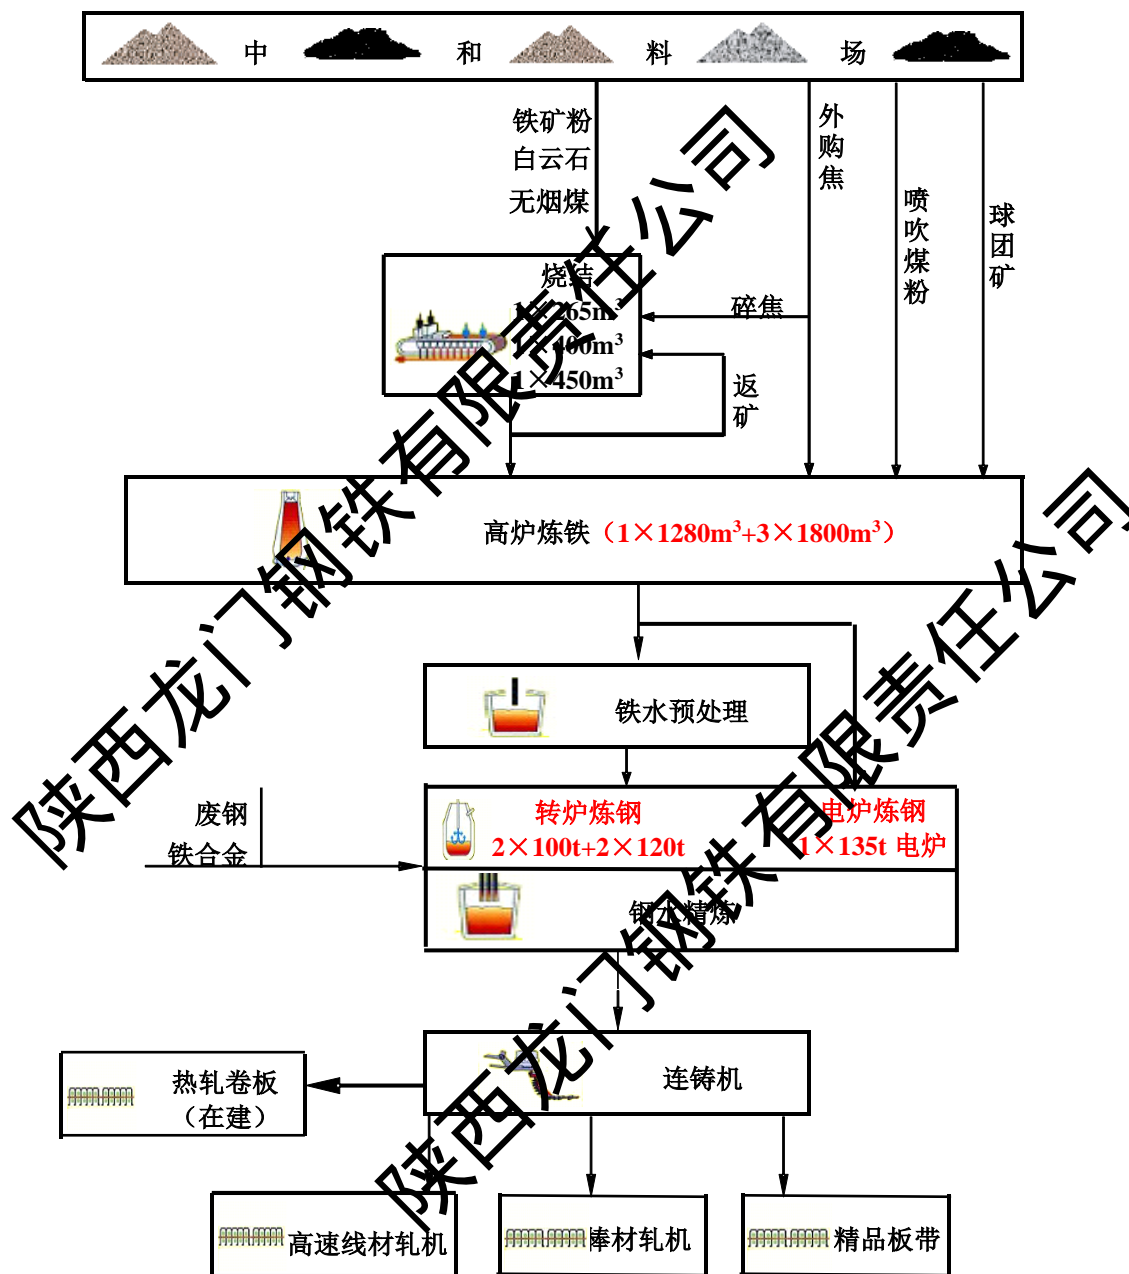 中 和 料 场
铁矿粉
白云石
无烟煤
外购焦
喷吹煤粉
球团矿
烧结
1×265m³
1×400m³
1×450m³
碎焦
返矿
高炉炼铁（1×1280m³+3×1800m³）
铁水预处理
废钢
铁合金
转炉炼钢
2×100t+2×120t
电炉炼钢
1×135t 电炉
钢水精炼
连铸机
热轧卷板
（在建）
高速线材轧机
棒材轧机
精品板带
陕西龙门钢铁有限责任公司
陕西龙门钢铁有限责任公司